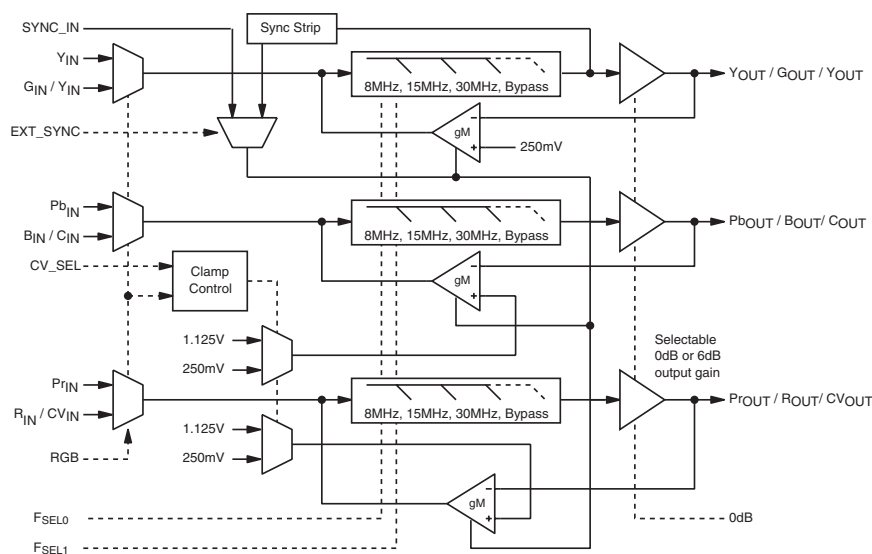 SYNC_IN
Sync Strip
Y_IN
G_IN / Y_IN
8MHz, 15MHz, 30MHz, Bypass
Y_OUT / G_OUT / Y_OUT
EXT_SYNC
gM
−
+
250mV
Pb_IN
B_IN / C_IN
8MHz, 15MHz, 30MHz, Bypass
Pb_OUT / B_OUT/ C_OUT
CV_SEL
Clamp
Control
gM
−
+
1.125V
250mV
Selectable
0dB or 6dB
output gain
Pr_IN
R_IN / CV_IN
8MHz, 15MHz, 30MHz, Bypass
Pr_OUT / R_OUT/ CV_OUT
1.125V
250mV
RGB
gM
−
+
F_SEL0
0dB
F_SEL1